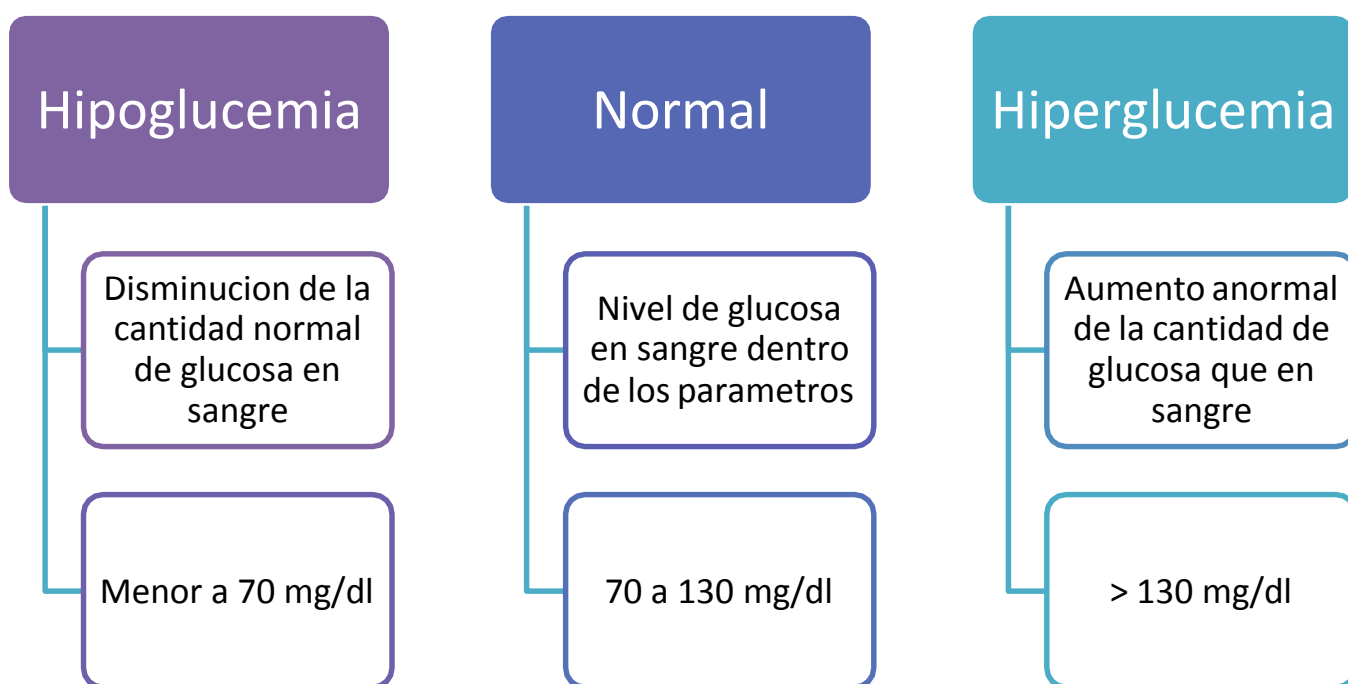 Hipoglucemia
Disminucion de la
cantidad normal
de glucosa en
sangre
Menor a 70 mg/dl
Normal
Nivel de glucosa
en sangre dentro
de los parametros
70 a 130 mg/dl
Hiperglucemia
Aumento anormal
de la cantidad de
glucosa que en
sangre
> 130 mg/dl